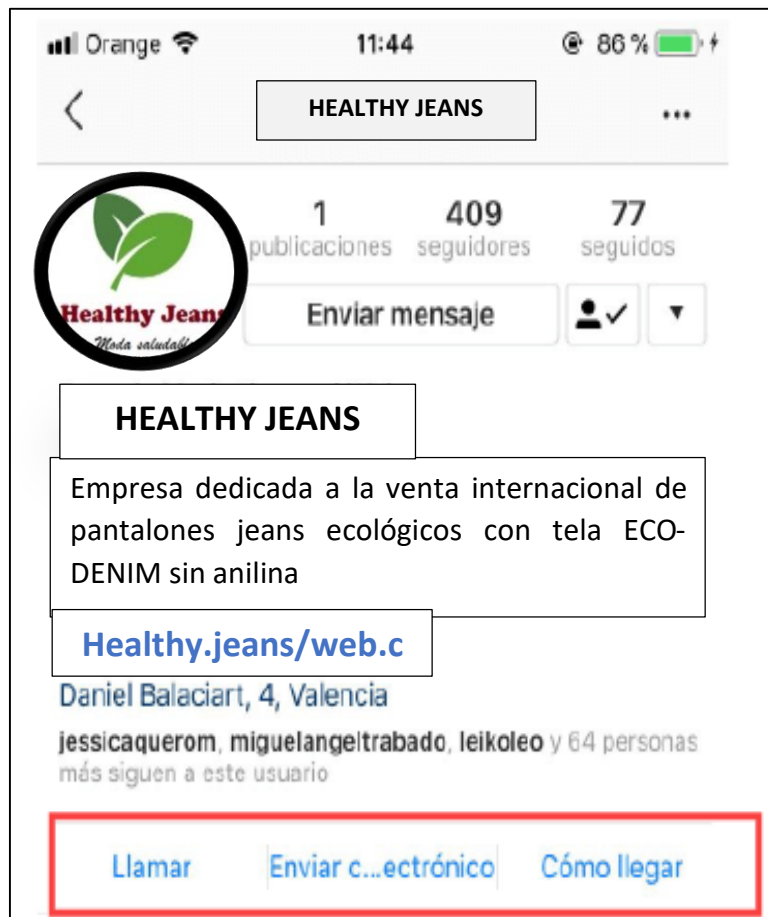 Orange 11:44 86 %
HEALTHY JEANS
1 409 77
publicaciones seguidores seguidos
Healthy Jeans
Moda saludable
Enviar mensaje
HEALTHY JEANS
Empresa dedicada a la venta internacional de
pantalones jeans ecológicos con tela ECO-
DENIM sin anilina
Healthy.jeans/web.c
Daniel Balaciart, 4, Valencia
jessicaquerom, miguelangeltrabado, leikoleo y 64 personas
más siguen a este usuario
Llamar Enviar c...ectrónico Cómo llegar